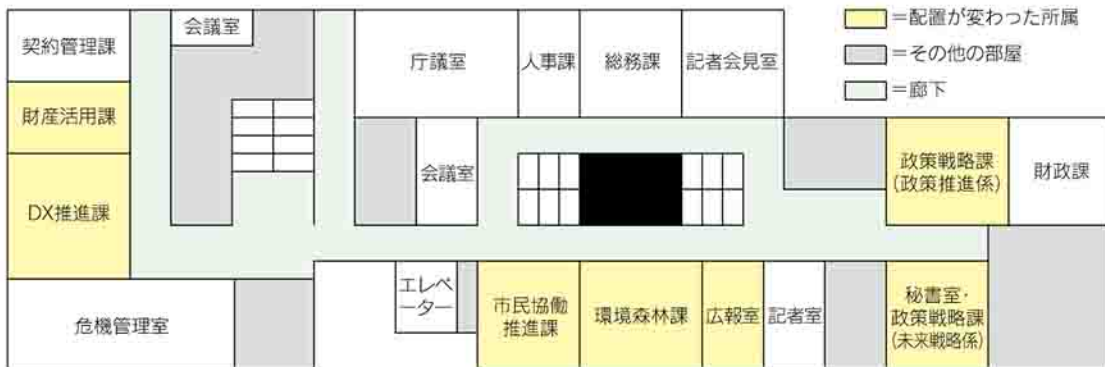 会議室
契約管理課
庁議室
人事課
総務課
記者会見室
＝配置が変わった所属
＝その他の部屋
＝廊下
財産活用課
会議室
政策戦略課
(政策推進係)
財政課
DX推進課
エレベ
ーター
市民協働
推進課
環境森林課
広報室
記者室
秘書室・
政策戦略課
(未来戦略係)
危機管理室